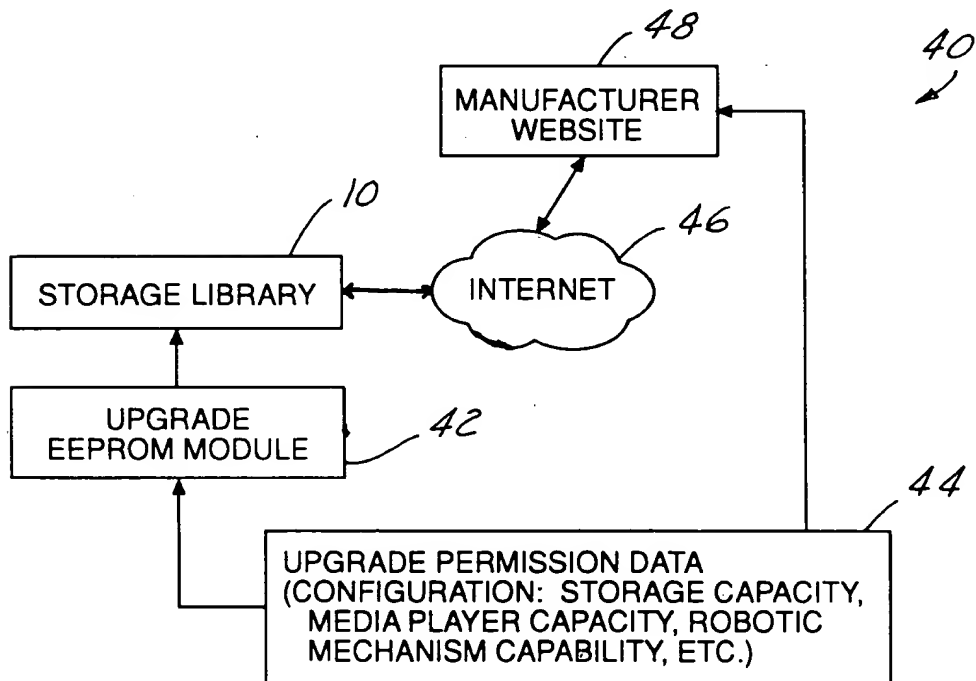 48
40
MANUFACTURER
WEBSITE
10
46
STORAGE LIBRARY
INTERNET
UPGRADE
EEPROM MODULE
42
44
UPGRADE PERMISSION DATA
(CONFIGURATION: STORAGE CAPACITY,
MEDIA PLAYER CAPACITY, ROBOTIC
MECHANISM CAPABILITY, ETC.)